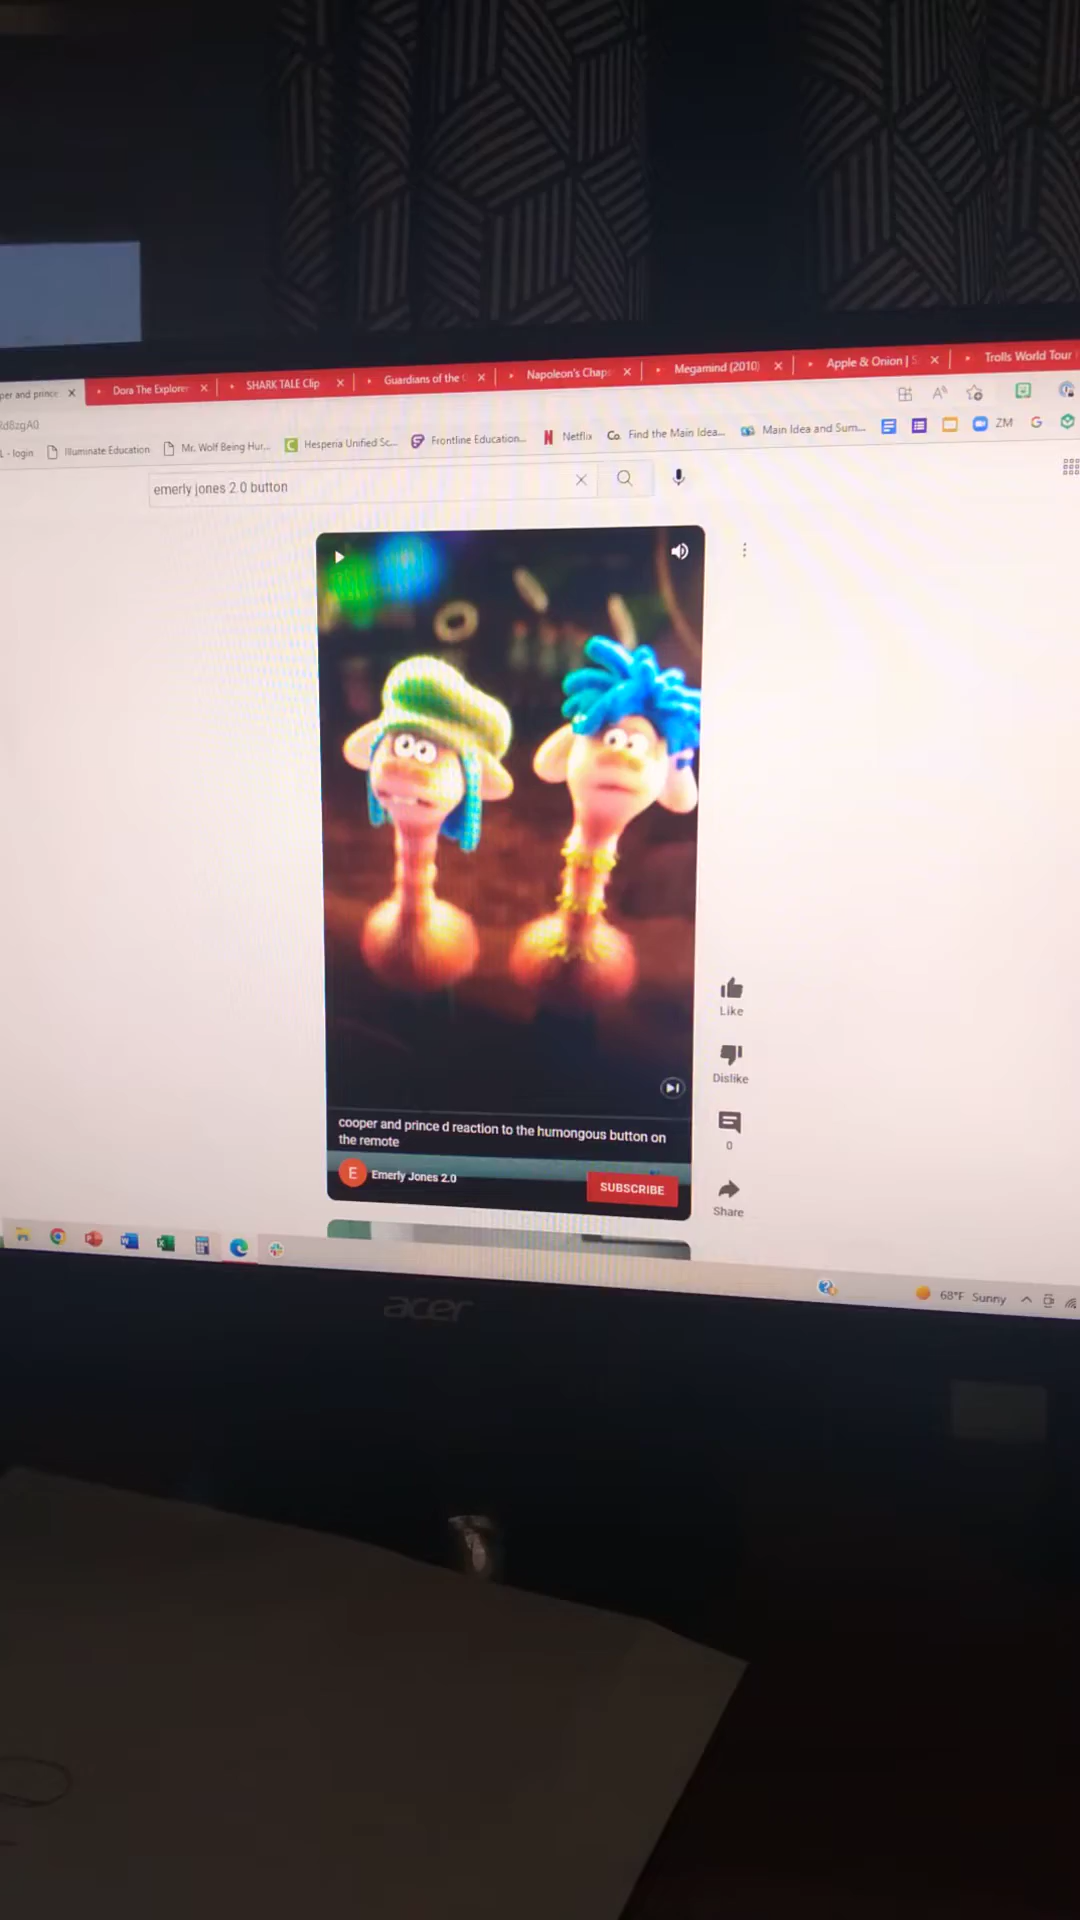 per and prince
Dora The Explorer
SHARK TALE Clip
Guardians of the
Napoleon's Chap
Megamind (2010)
Apple & Onion | S
Trolls World Tour
ld8zgA0
L - login
Illuminate Education
Mr. Wolf Being Hur...
Hesperia Unified Sc...
Frontline Education...
Netflix
Co. Find the Main Idea...
Main Idea and Sum...
ZM
emerly jones 2.0 button
Like
Dislike
0
Share
cooper and prince d reaction to the humongous button on
the remote
E Emerly Jones 2.0
SUBSCRIBE
68°F Sunny
acer